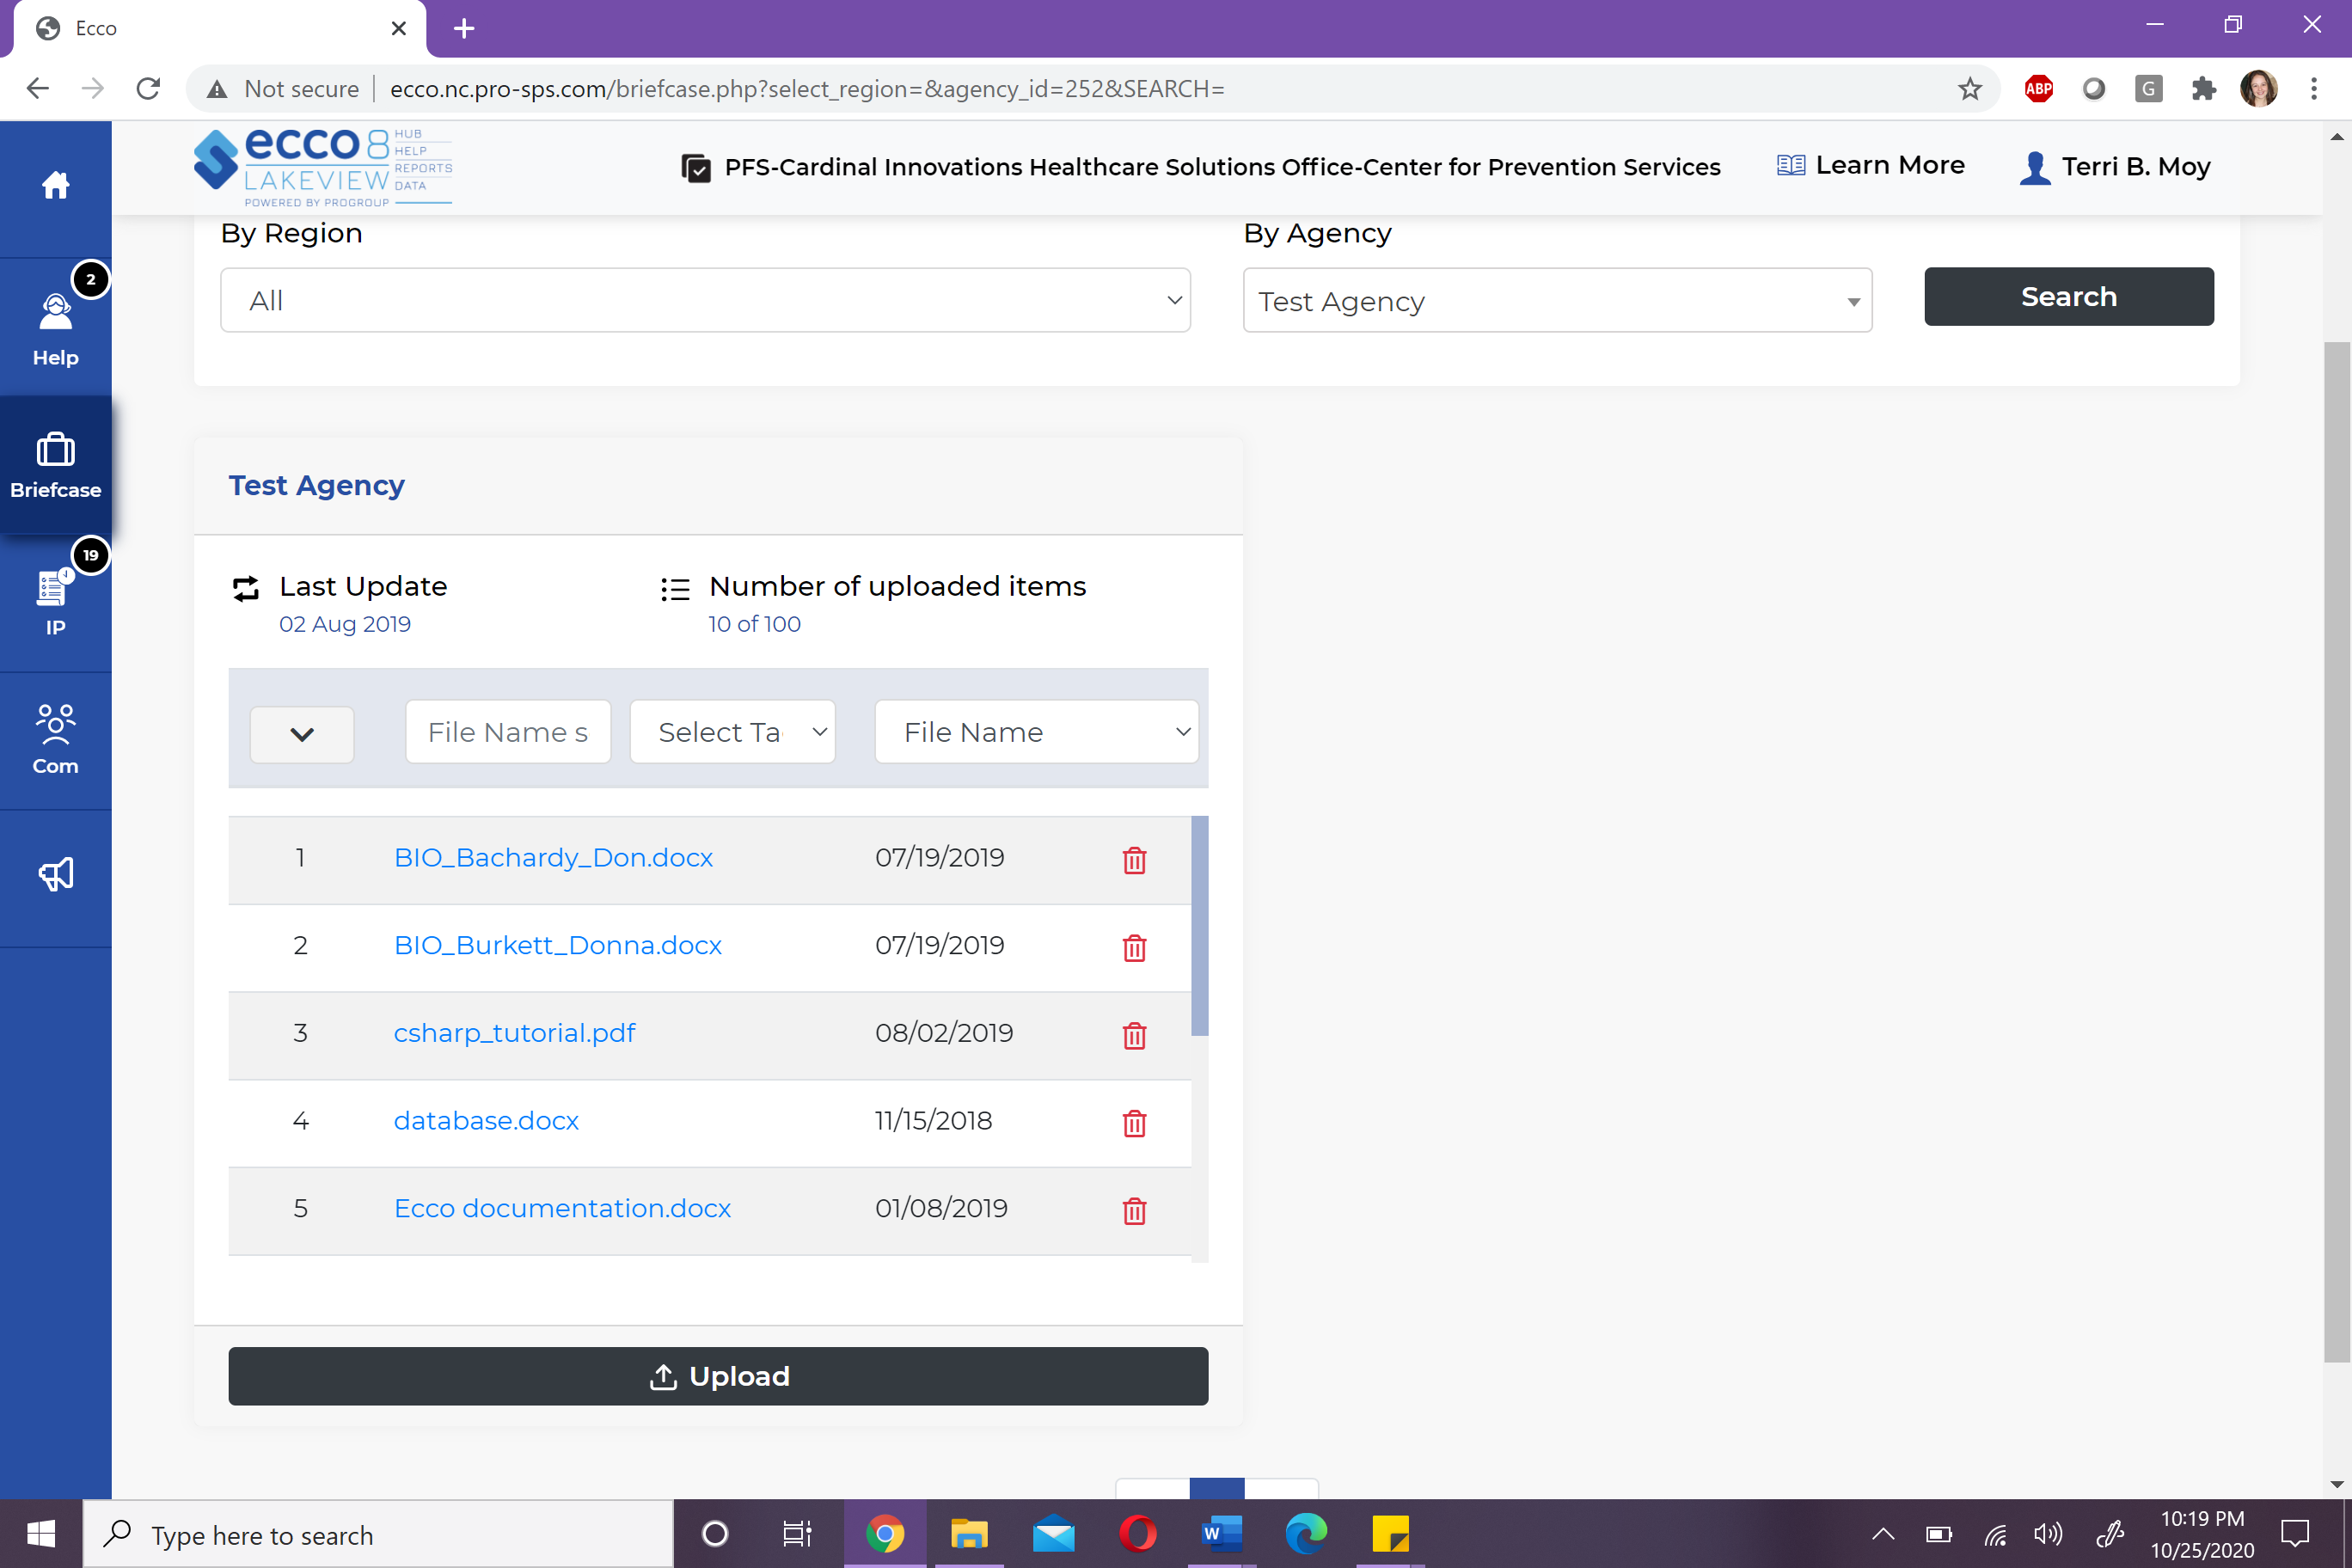 Ecco
Not secure
ecco.nc.pro-sps.com/briefcase.php?select_region=&agency_id=252&SEARCH=
ABP
G
ecco 8
LAKEVIEW
POWERED BY PROGROUP
HUB
HELP
REPORTS
DATA
PFS-Cardinal Innovations Healthcare Solutions Office-Center for Prevention Services
Learn More
Terri B. Moy
2
Help
Briefcase
19
IP
Com
By Region
By Agency
All
Test Agency
Search
Test Agency
Last Update
02 Aug 2019
Number of uploaded items
10 of 100
File Name s
Select Ta
File Name
1 BIO_Bachardy_Don.docx 07/19/2019
2 BIO_Burkett_Donna.docx 07/19/2019
3 csharp_tutorial.pdf 08/02/2019
4 database.docx 11/15/2018
5 Ecco documentation.docx 01/08/2019
Upload
Type here to search
W
10:19 PM
10/25/2020